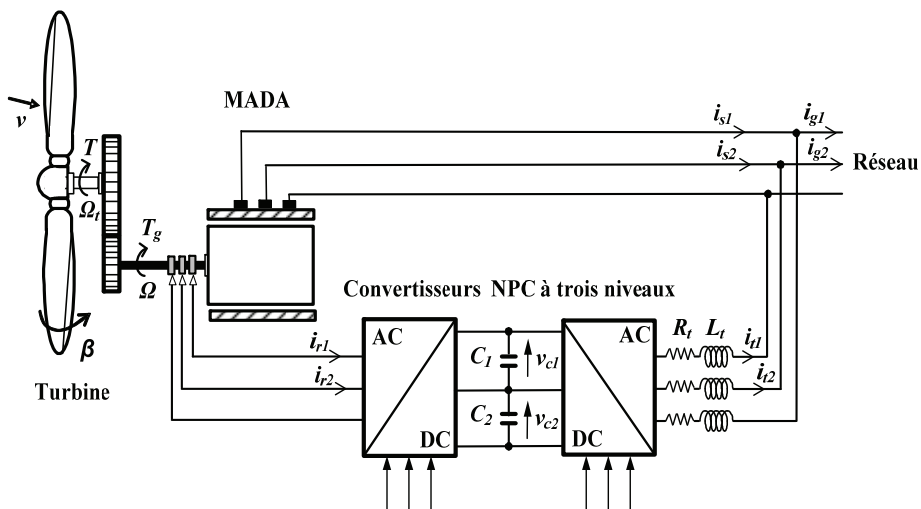 MADA
v
T
Ω_t
T_g
Ω
β
Turbine
i_s1
i_g1
i_s2
i_g2
Réseau
Convertisseurs NPC à trois niveaux
i_r1
i_r2
AC
DC
C_1
v_c1
C_2
v_c2
AC
DC
R_t
L_t
i_t1
i_t2